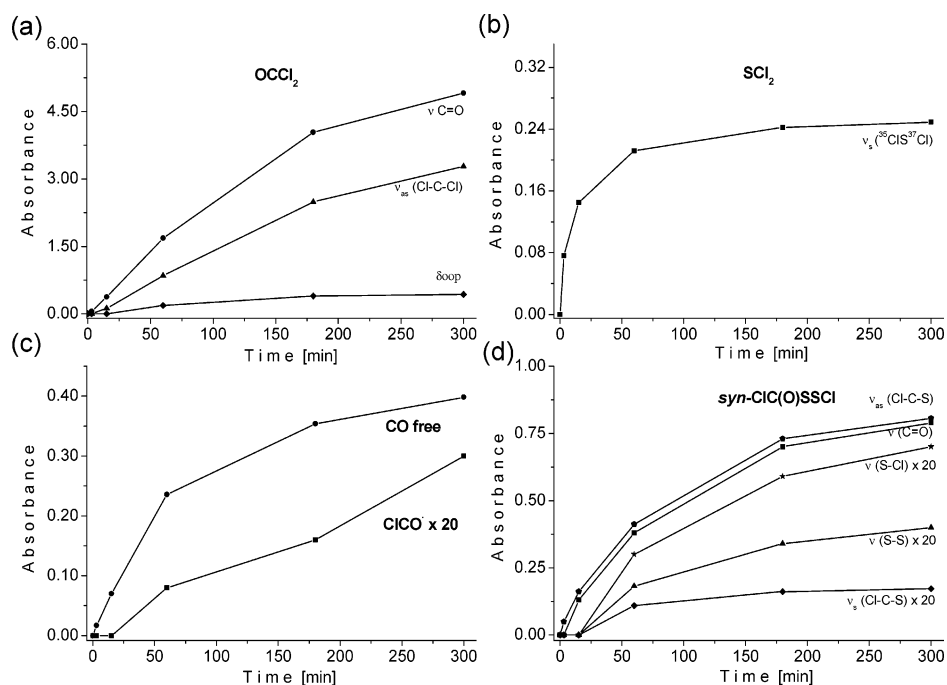 (a)
6.00
4.50
3.00
1.50
0.00
Absorbance
OCCl2
ν C=O
νas (Cl-C-Cl)
δoop
0 50 100 150 200 250 300
Time [min]
(b)
0.32
0.24
0.16
0.08
0.00
Absorbance
SCl2
νs (35ClS37Cl)
0 50 100 150 200 250 300
Time [min]
(c)
0.40
0.30
0.20
0.10
0.00
Absorbance
CO free
ClCO· x 20
0 50 100 150 200 250 300
Time [min]
(d)
1.00
0.75
0.50
0.25
0.00
Absorbance
syn-ClC(O)SSCl
νas (Cl-C-S)
ν (C=O)
ν (S-Cl) x 20
ν (S-S) x 20
νs (Cl-C-S) x 20
0 50 100 150 200 250 300
Time [min]